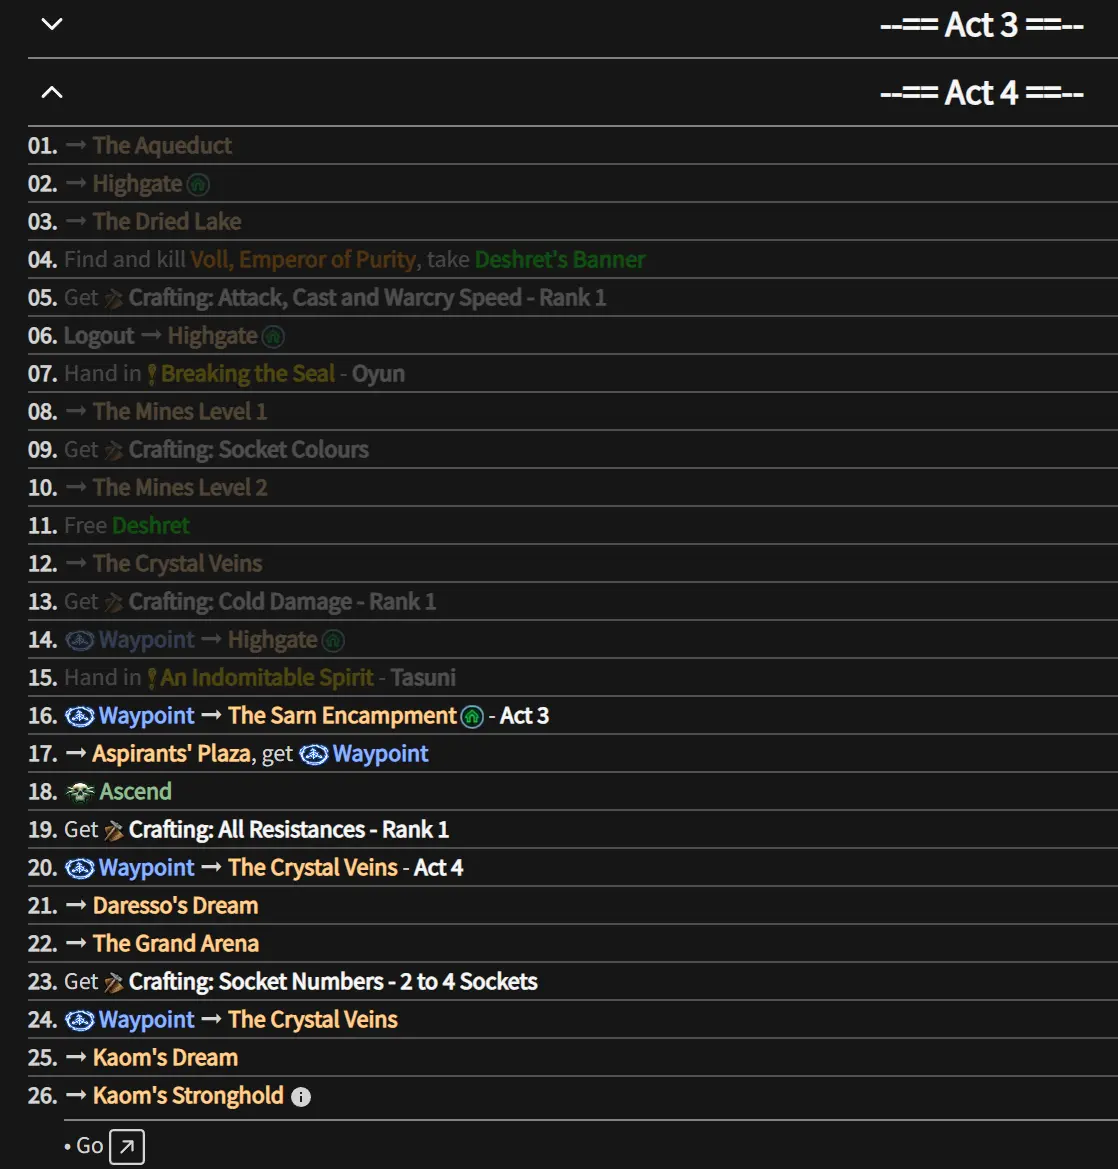 --== Act 3 ==--
--== Act 4 ==--
01. → The Aqueduct
02. → Highgate
03. → The Dried Lake
04. Find and kill Voll, Emperor of Purity, take Deshret's Banner
05. Get Crafting: Attack, Cast and Warcry Speed - Rank 1
06. Logout → Highgate
07. Hand in Breaking the Seal - Oyun
08. → The Mines Level 1
09. Get Crafting: Socket Colours
10. → The Mines Level 2
11. Free Deshret
12. → The Crystal Veins
13. Get Crafting: Cold Damage - Rank 1
14. Waypoint → Highgate
15. Hand in An Indomitable Spirit - Tasuni
16. Waypoint → The Sarn Encampment - Act 3
17. → Aspirants' Plaza, get Waypoint
18. Ascend
19. Get Crafting: All Resistances - Rank 1
20. Waypoint → The Crystal Veins - Act 4
21. → Daresso's Dream
22. → The Grand Arena
23. Get Crafting: Socket Numbers - 2 to 4 Sockets
24. Waypoint → The Crystal Veins
25. → Kaom's Dream
26. → Kaom's Stronghold
• Go